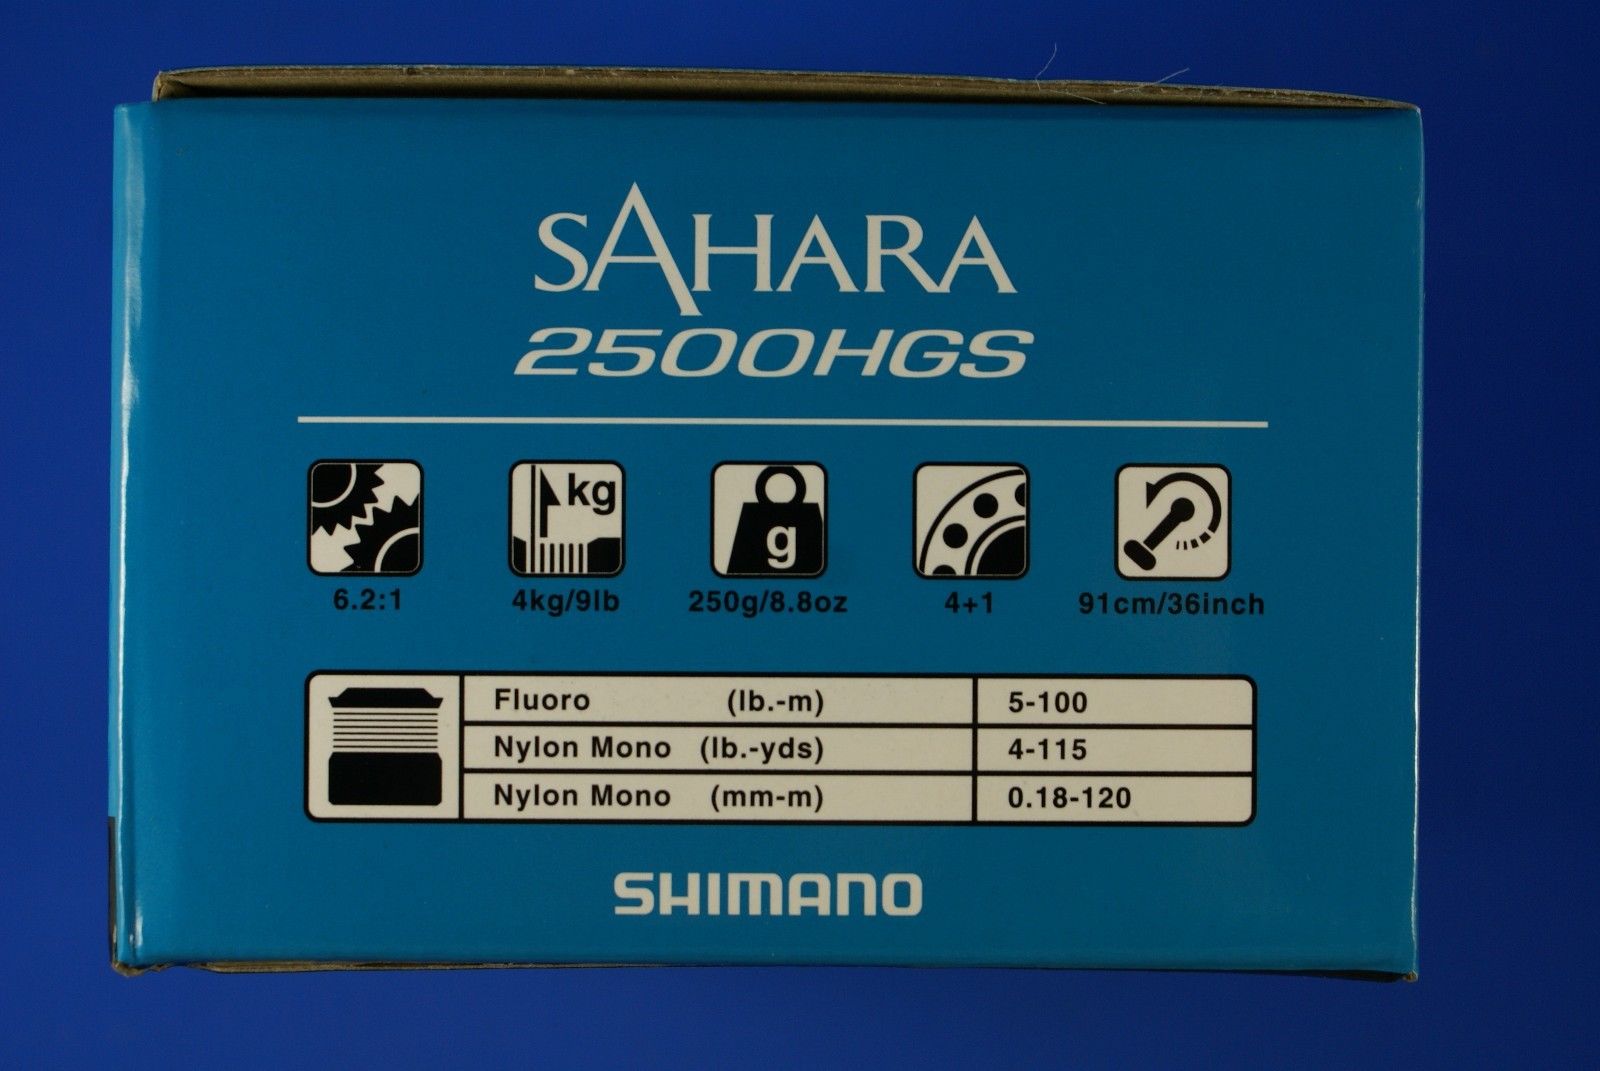 SAHARA
2500HGS
kg
g
6.2:1 4kg/9lb 250g/8.8oz 4+1 91cm/36inch
Fluoro (lb.-m) 5-100
Nylon Mono (lb.-yds) 4-115
Nylon Mono (mm-m) 0.18-120
SHIMANO